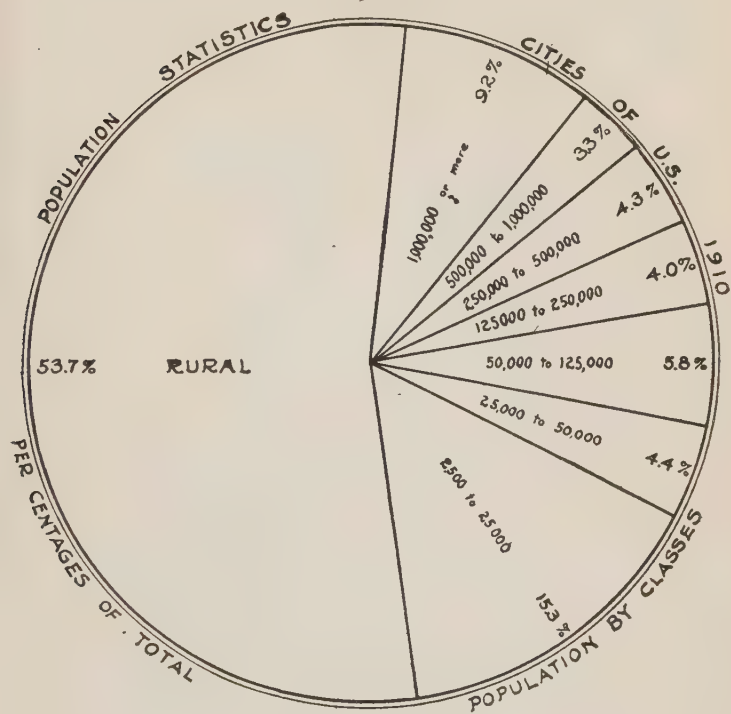 POPULATION STATISTICS
CITIES OF U.S. 1910
9.2%
1,000,000 or more
3.3%
500,000 to 1,000,000
4.3%
250,000 to 500,000
4.0%
125000 to 250,000
53.7% RURAL
50,000 to 125,000 5.8%
25,000 to 50,000
4.4%
2,500 to 25000
15.3%
PER CENTAGES OF TOTAL
POPULATION BY CLASSES